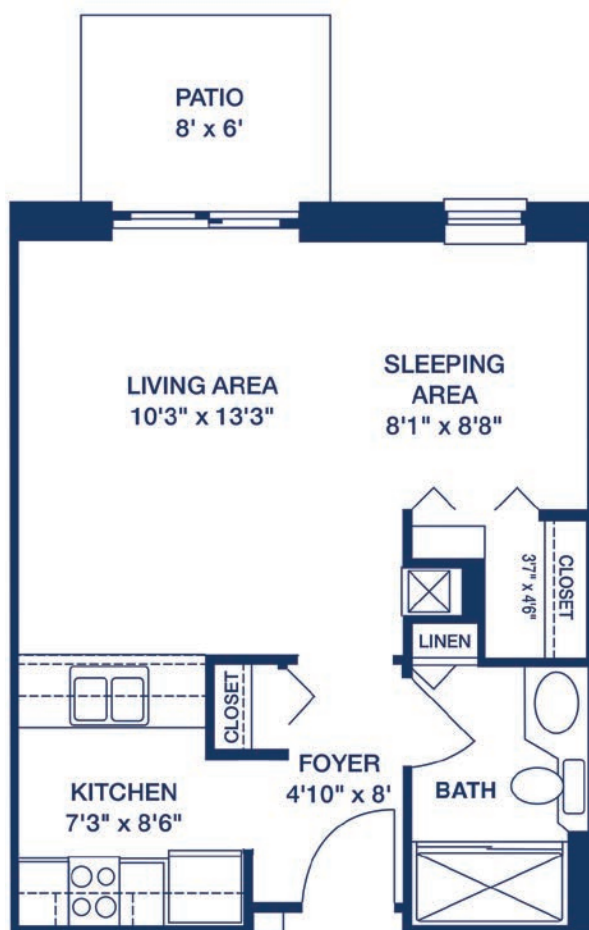 PATIO
8' x 6'
LIVING AREA
10'3" x 13'3"
SLEEPING
AREA
8'1" x 8'8"
3'7" x 4'6"
CLOSET
LINEN
CLOSET
FOYER
4'10" x 8'
KITCHEN
7'3" x 8'6"
BATH